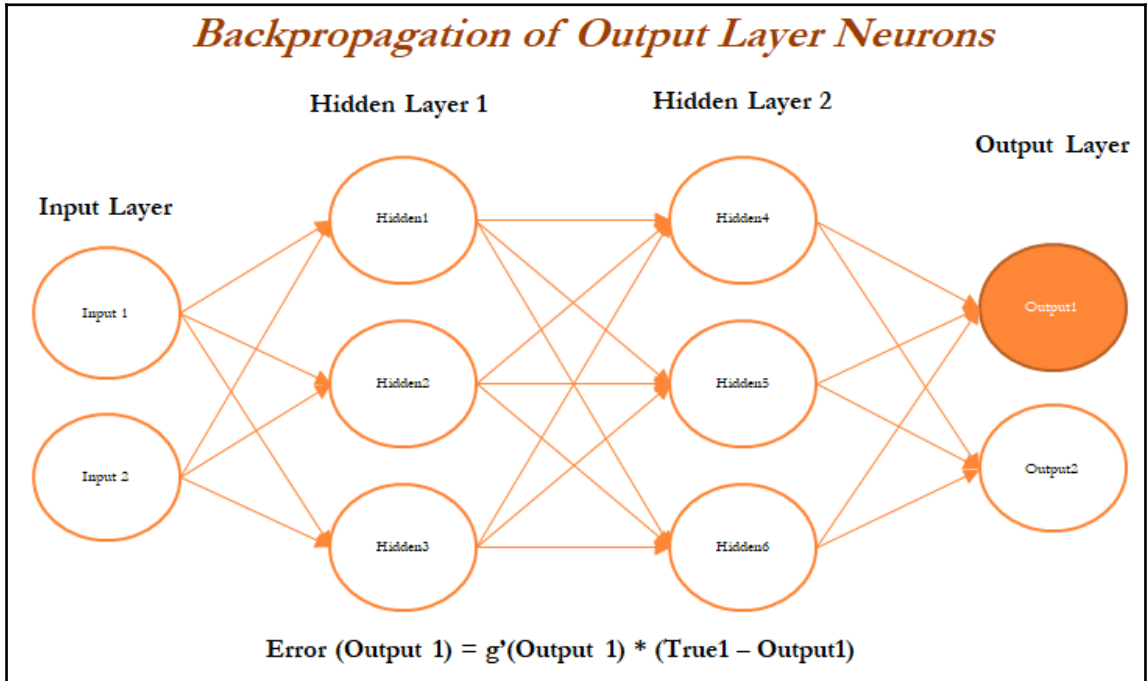 Backpropagation of Output Layer Neurons
Hidden Layer 1
Hidden Layer 2
Output Layer
Input Layer
Hidden1
Hidden4
Input 1
Output1
Hidden2
Hidden5
Input 2
Output2
Hidden3
Hidden6
Error (Output 1) = g’(Output 1) * (True1 – Output1)